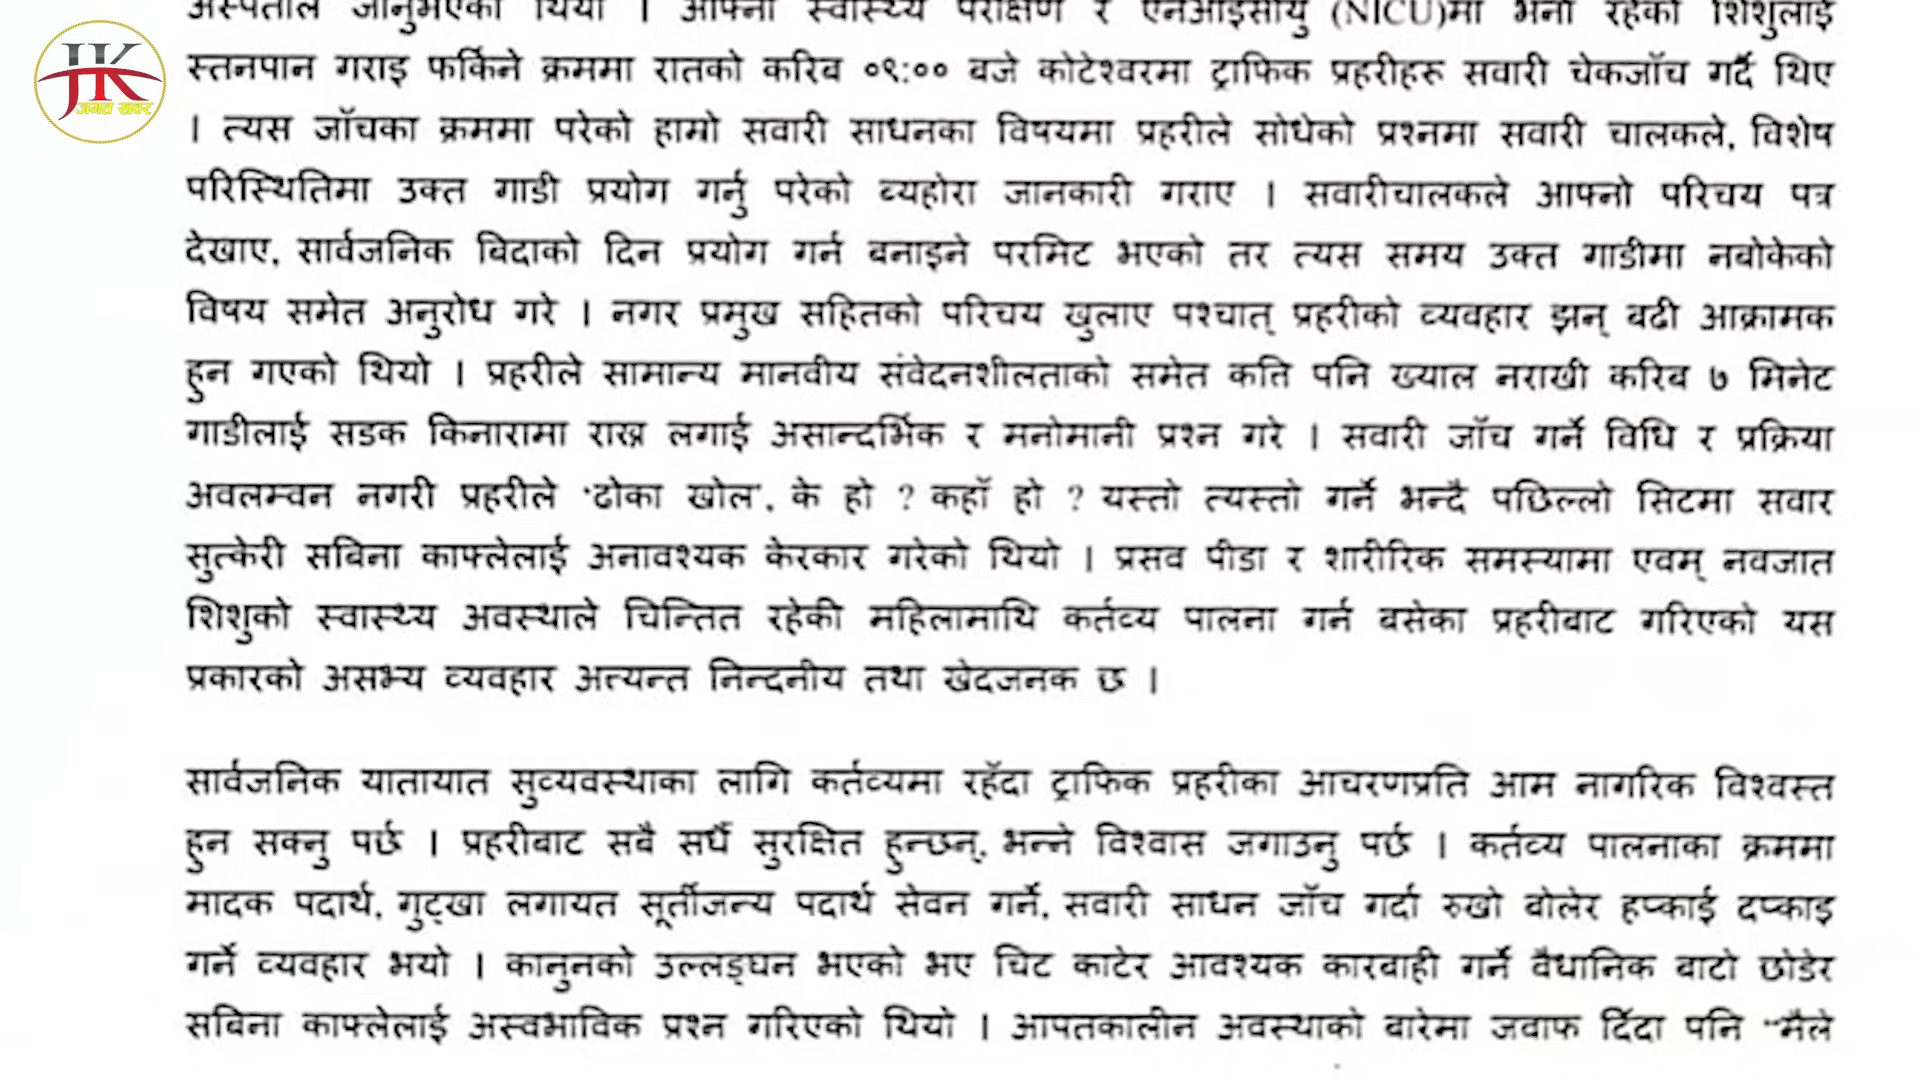 JK
जगत खबर
अस्पताल जानुभएको थियो । आफ्नो स्वास्थ्य परीक्षण र एनआइसीयु (NICU)मा भर्ना रहेको शिशुलाई
स्तनपान गराइ फर्किने क्रममा रातको करिब ०९:०० बजे कोटेश्वरमा ट्राफिक प्रहरीहरू सवारी चेकजाँच गर्दै थिए
। त्यस जाँचका क्रममा परेको हाम्रो सवारी साधनका विषयमा प्रहरीले सोधेको प्रश्नमा सवारी चालकले, विशेष
परिस्थितिमा उक्त गाडी प्रयोग गर्नु परेको ब्यहोरा जानकारी गराए । सवारीचालकले आफ्नो परिचय पत्र
देखाए, सार्वजनिक बिदाको दिन प्रयोग गर्न बनाइने परमिट भएको तर त्यस समय उक्त गाडीमा नबोकेको
विषय समेत अनुरोध गरे । नगर प्रमुख सहितको परिचय खुलाए पश्चात् प्रहरीको व्यवहार झन् बढी आक्रामक
हुन गएको थियो । प्रहरीले सामान्य मानवीय संवेदनशीलताको समेत कत्ति पनि ख्याल नराखी करिब ७ मिनेट
गाडीलाई सडक किनारामा राख्न लगाई असान्दर्भिक र मनोमानी प्रश्न गरे । सवारी जाँच गर्ने विधि र प्रक्रिया
अवलम्वन नगरी प्रहरीले 'ढोका खोल', के हो ? कहाँ हो ? यस्तो त्यस्तो गर्ने भन्दै पछिल्लो सिटमा सवार
सुत्केरी सबिना काफ्लेलाई अनावश्यक केरकार गरेको थियो । प्रसव पीडा र शारीरिक समस्यामा एवम् नवजात
शिशुको स्वास्थ्य अवस्थाले चिन्तित रहेकी महिलामाथि कर्तव्य पालना गर्न बसेका प्रहरीबाट गरिएको यस
प्रकारको असभ्य व्यवहार अत्यन्त निन्दनीय तथा खेदजनक छ ।
सार्वजनिक यातायात सुव्यवस्थाका लागि कर्तव्यमा रहँदा ट्राफिक प्रहरीका आचरणप्रति आम नागरिक विश्वस्त
हुन सक्नु पर्छ । प्रहरीबाट सबै सधैँ सुरक्षित हुन्छन्, भन्ने विश्वास जगाउनु पर्छ । कर्तव्य पालनाका क्रममा
मादक पदार्थ, गुट्खा लगायत सूर्तीजन्य पदार्थ सेवन गर्ने, सवारी साधन जाँच गर्दा रुखो बोलेर हप्काई दप्काइ
गर्ने व्यवहार भयो । कानुनको उल्लङ्घन भएको भए चिट काटेर आवश्यक कारबाही गर्ने वैधानिक बाटो छोडेर
सबिना काफ्लेलाई अस्वभाविक प्रश्न गरिएको थियो । आपतकालीन अवस्थाको बारेमा जवाफ दिँदा पनि "मैले